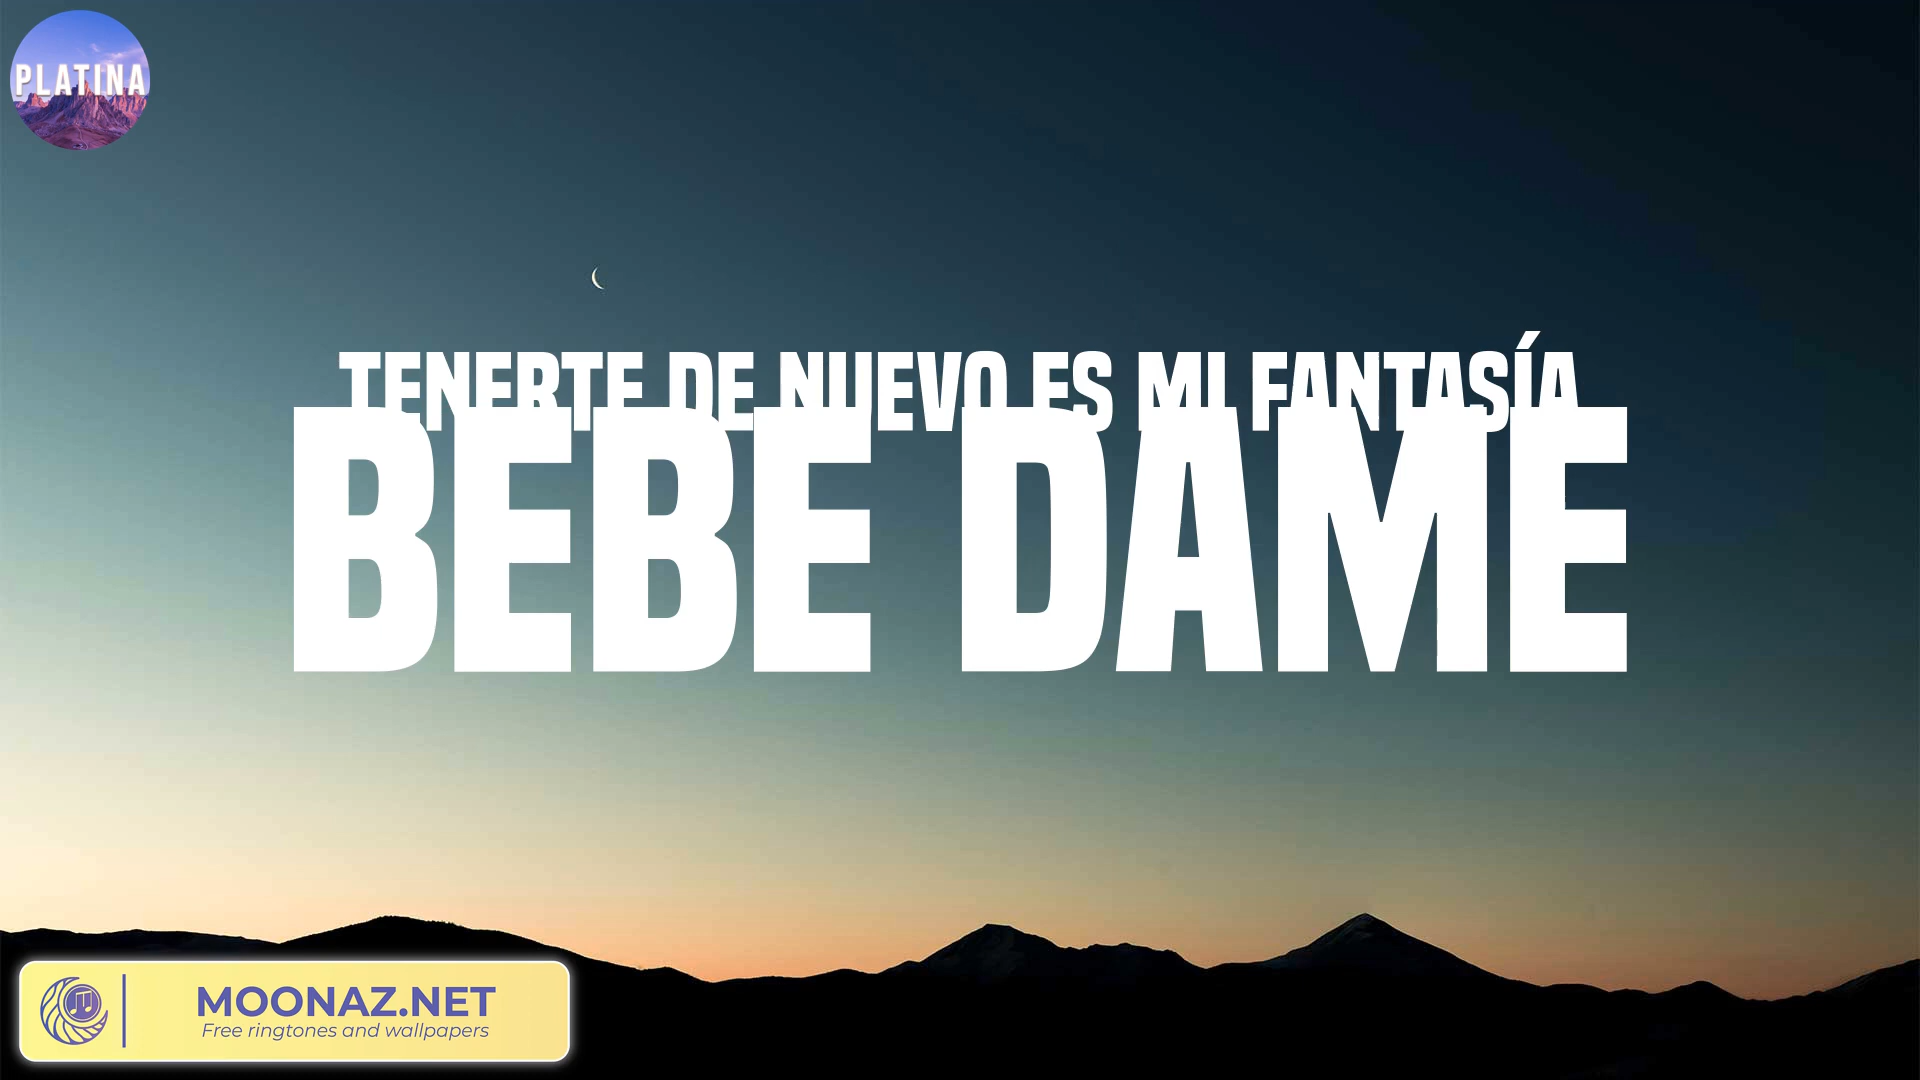 PLATINA
TENERTE DE NUEVO ES MI FANTASÍA
BEBE DAME
MOONAZ.NET
Free ringtones and wallpapers